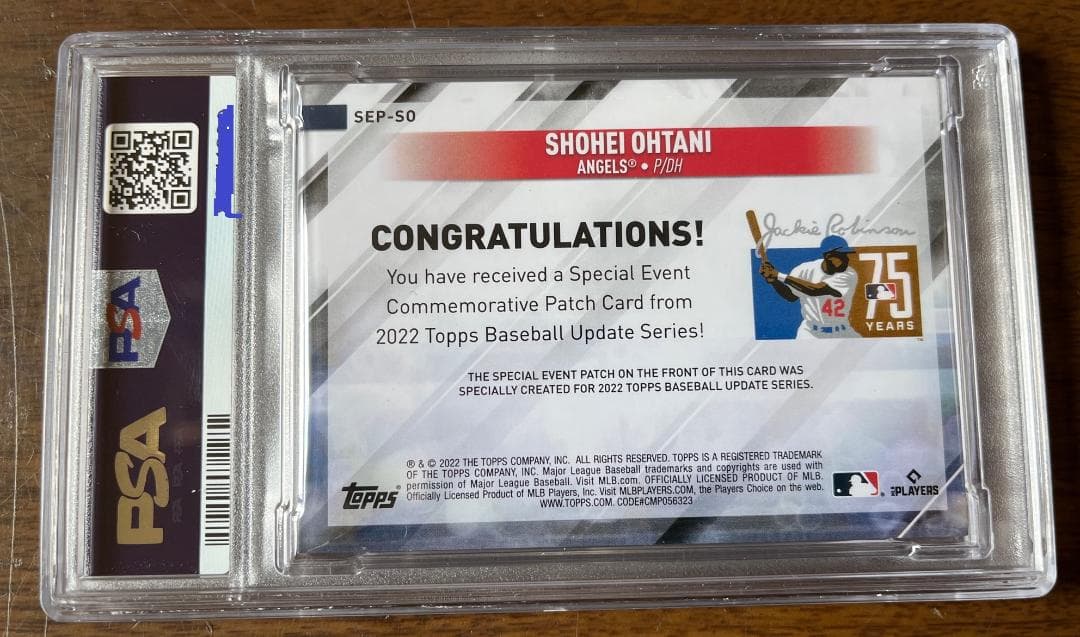 SEP-SO
SHOHEI OHTANI
ANGELS® • P/DH
CONGRATULATIONS!
You have received a Special Event
Commemorative Patch Card from
2022 Topps Baseball Update Series!
Jackie Robinson
75
42
YEARS
THE SPECIAL EVENT PATCH ON THE FRONT OF THIS CARD WAS
SPECIALLY CREATED FOR 2022 TOPPS BASEBALL UPDATE SERIES.
® & © 2022 THE TOPPS COMPANY, INC. ALL RIGHTS RESERVED. TOPPS IS A REGISTERED TRADEMARK
OF THE TOPPS COMPANY, INC. Major League Baseball trademarks and copyrights are used with
permission of Major League Baseball. Visit MLB.com. OFFICIALLY LICENSED PRODUCT OF MLB.
Officially Licensed Product of MLB Players, Inc. Visit MLBPLAYERS.COM, the Players Choice on the web.
WWW.TOPPS.COM. CODE#CMP056323
Topps®
MLBPLAYERS
PSA
PSA